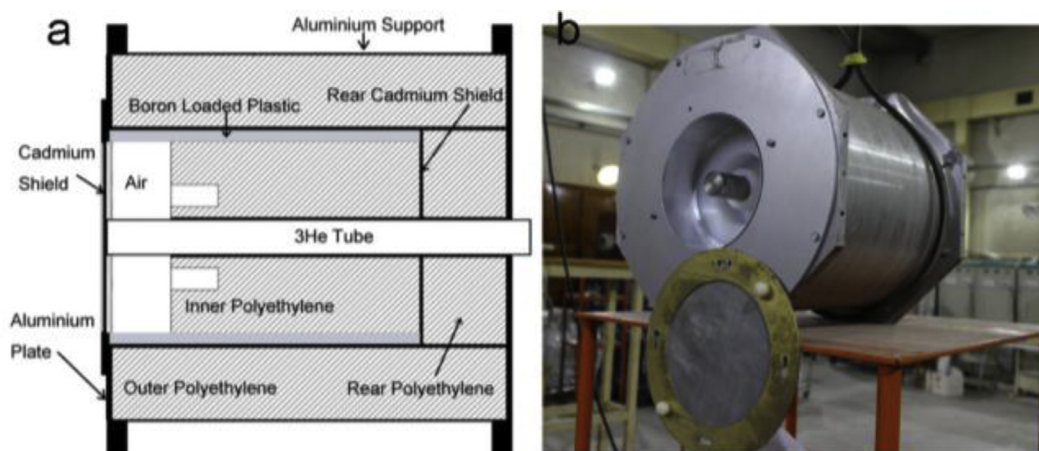 a
Aluminium Support
b
Boron Loaded Plastic
Rear Cadmium Shield
Cadmium
Shield
Air
3He Tube
Inner Polyethylene
Aluminium
Plate
Outer Polyethylene
Rear Polyethylene